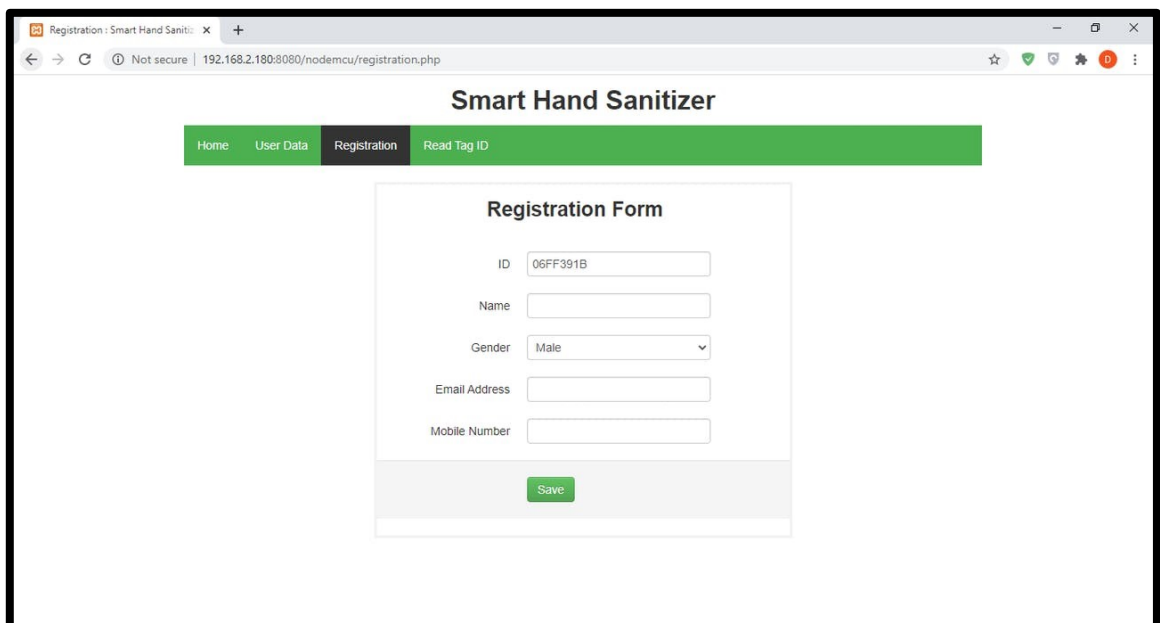 Registration : Smart Hand Saniti
Not secure | 192.168.2.180:8080/nodemcu/registration.php
D
Smart Hand Sanitizer
Home User Data Registration Read Tag ID
Registration Form
ID 06FF391B
Name
Gender Male
Email Address
Mobile Number
Save